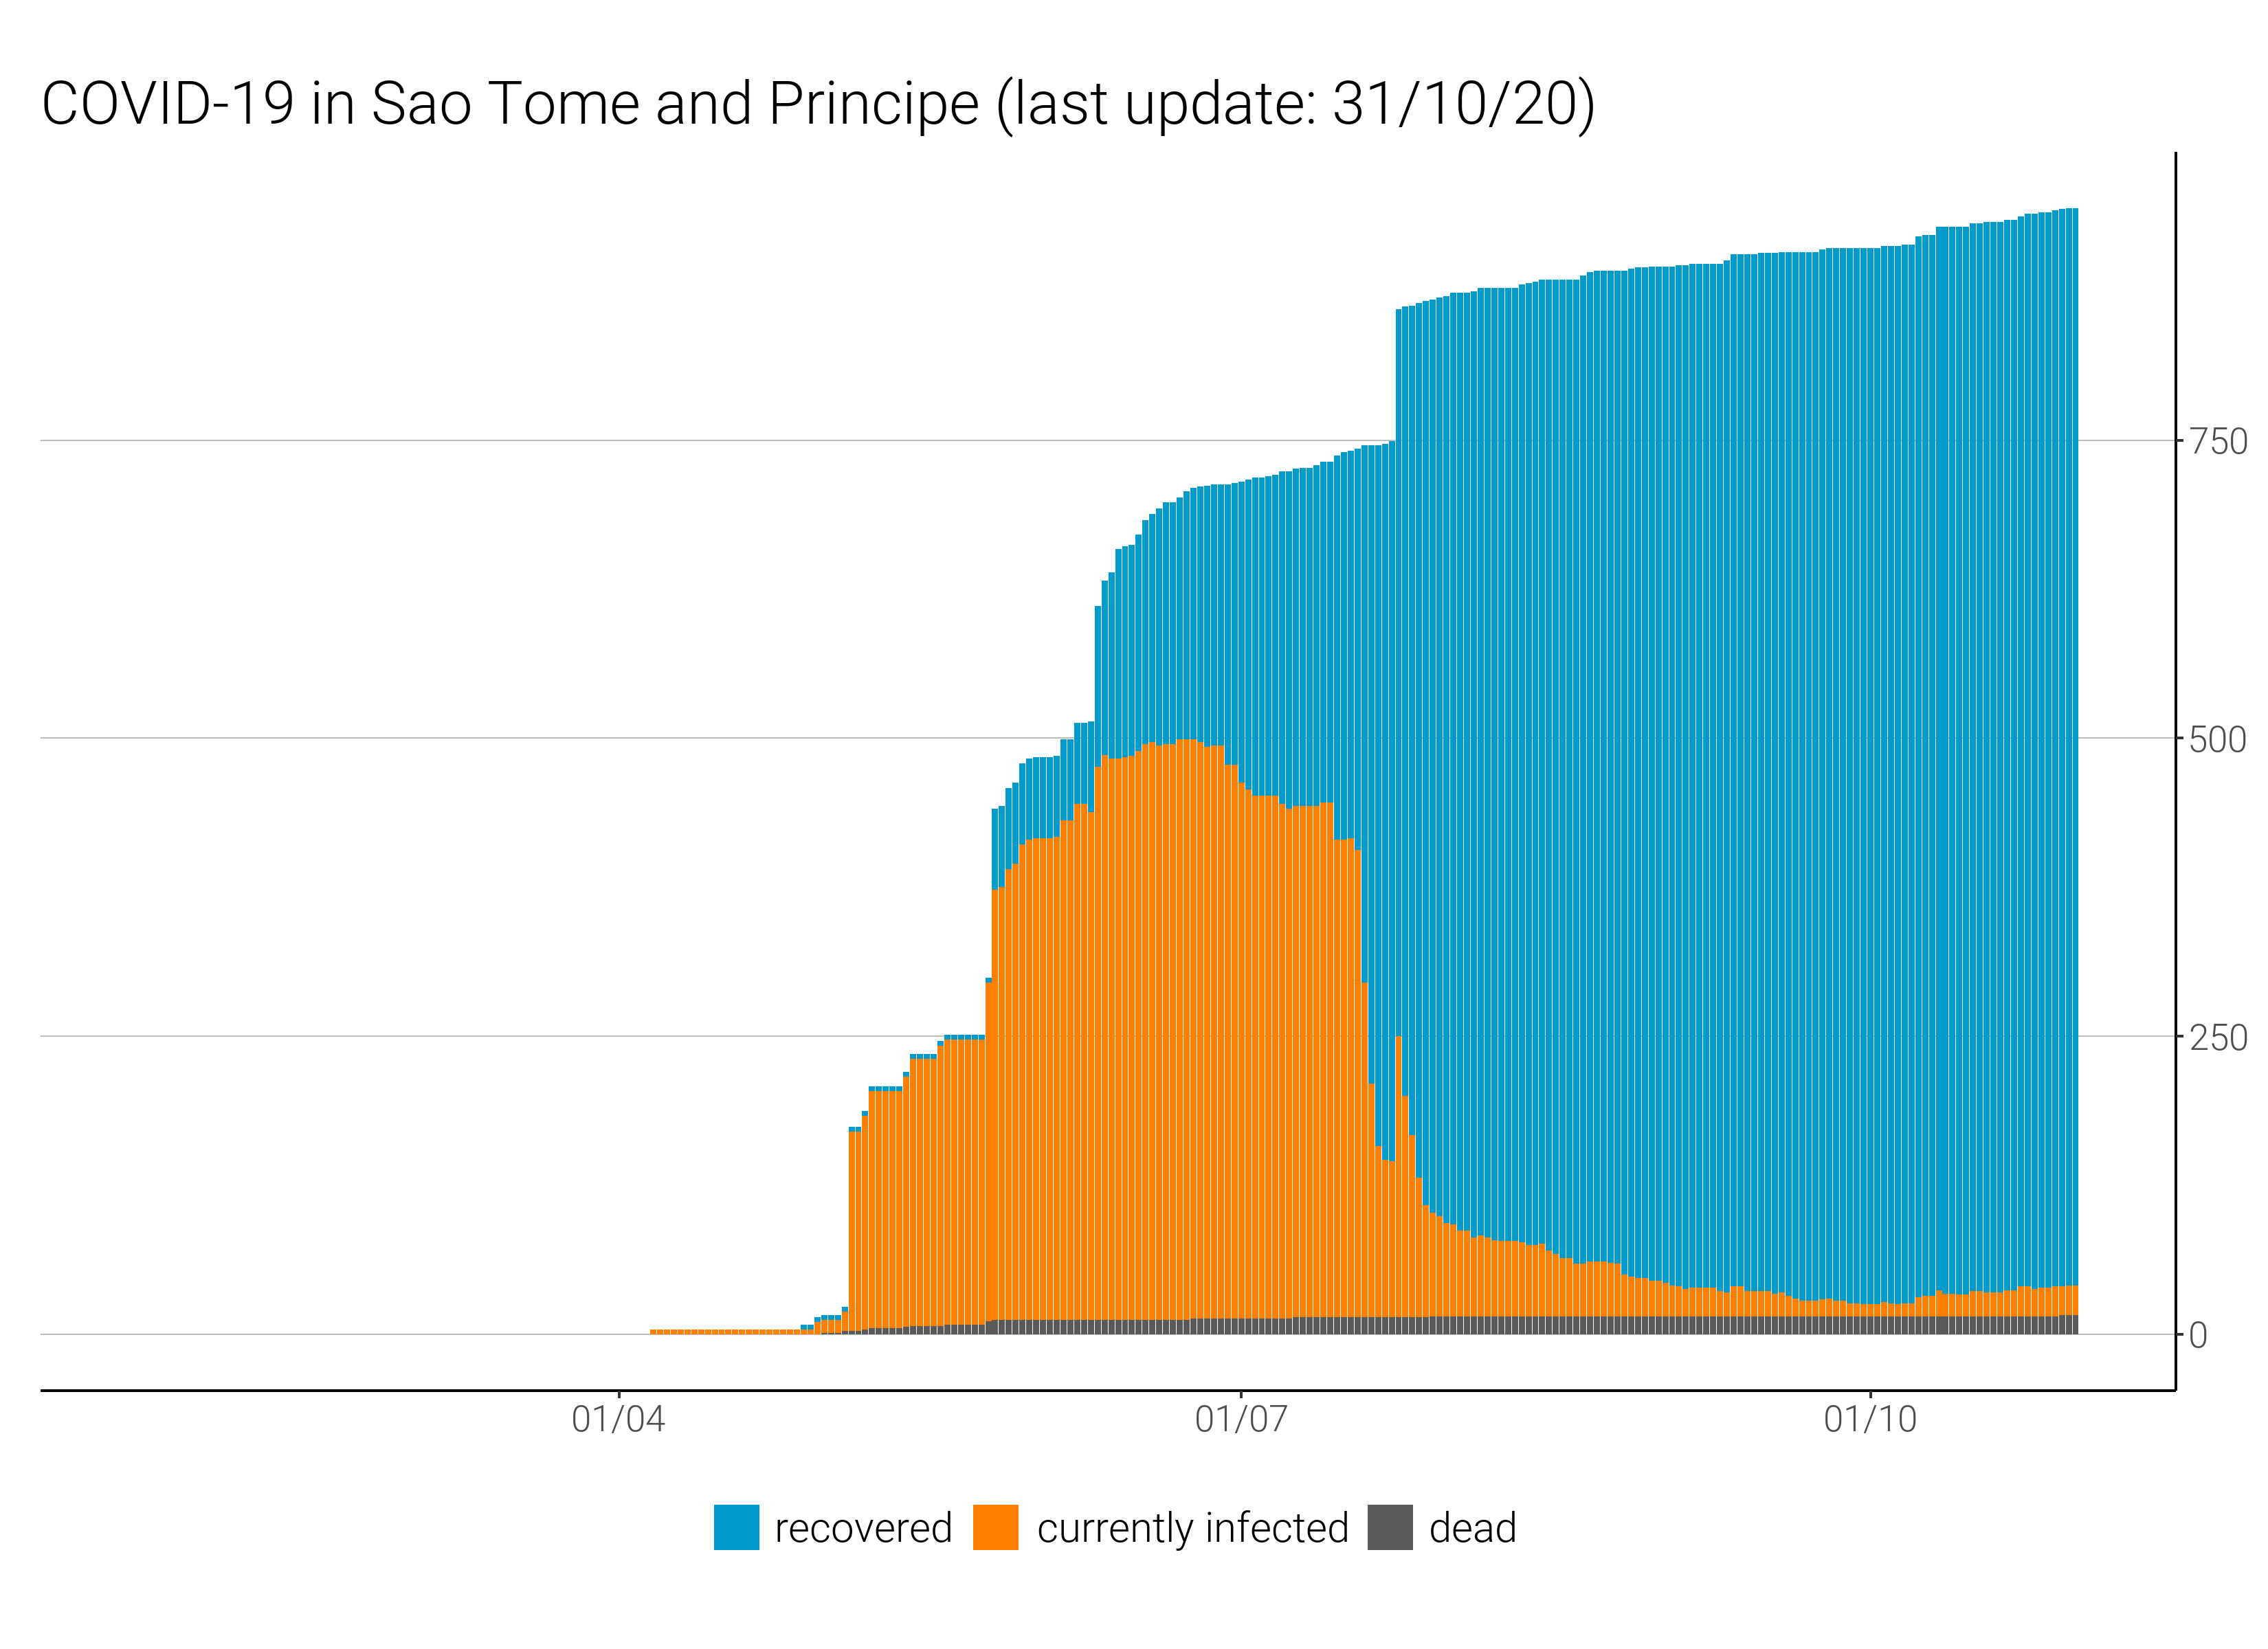 COVID-19 in Sao Tome and Principe (last update: 31/10/20)
750
500
250
0
01/04 01/07 01/10
recovered currently infected dead